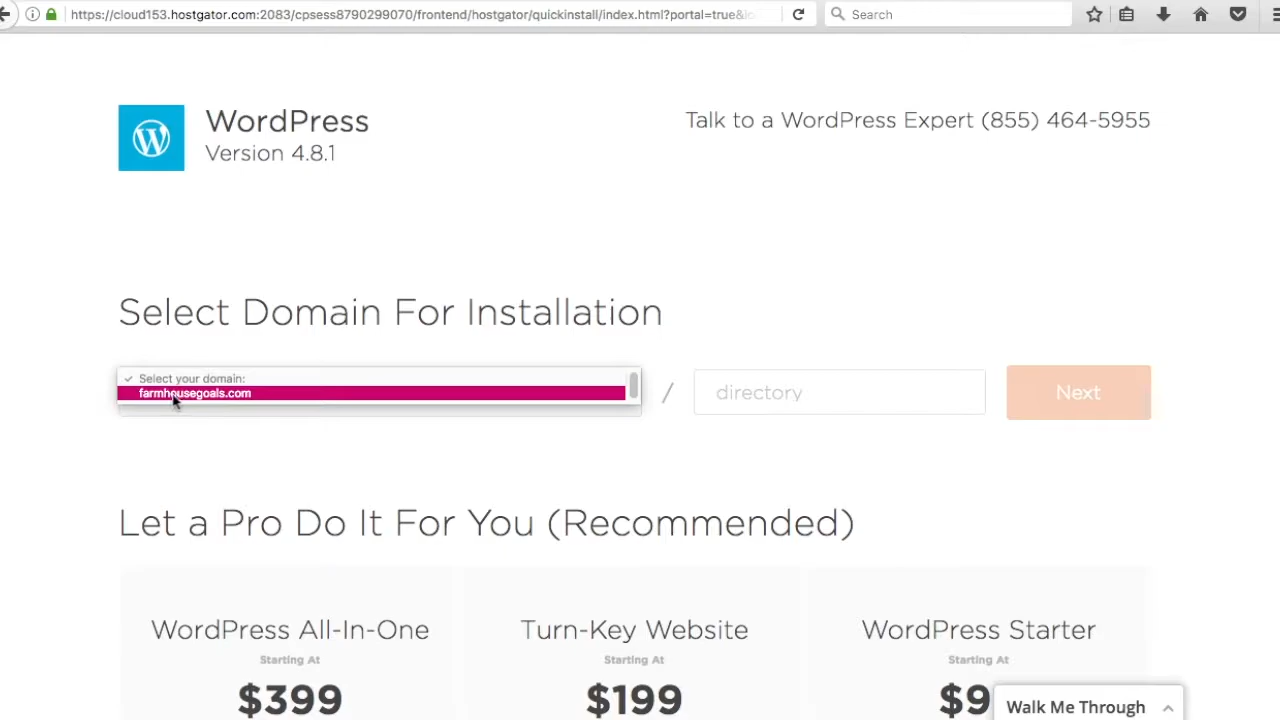 https://cloud153.hostgator.com:2083/cpsess8790299070/frontend/hostgator/quickinstall/index.html?portal=true&
Search
WordPress
Version 4.8.1
Talk to a WordPress Expert (855) 464-5955
Select Domain For Installation
Select your domain:
farmhousegoals.com
/
directory
Next
Let a Pro Do It For You (Recommended)
WordPress All-In-One
Starting At
$399
Turn-Key Website
Starting At
$199
WordPress Starter
Starting At
$9
Walk Me Through